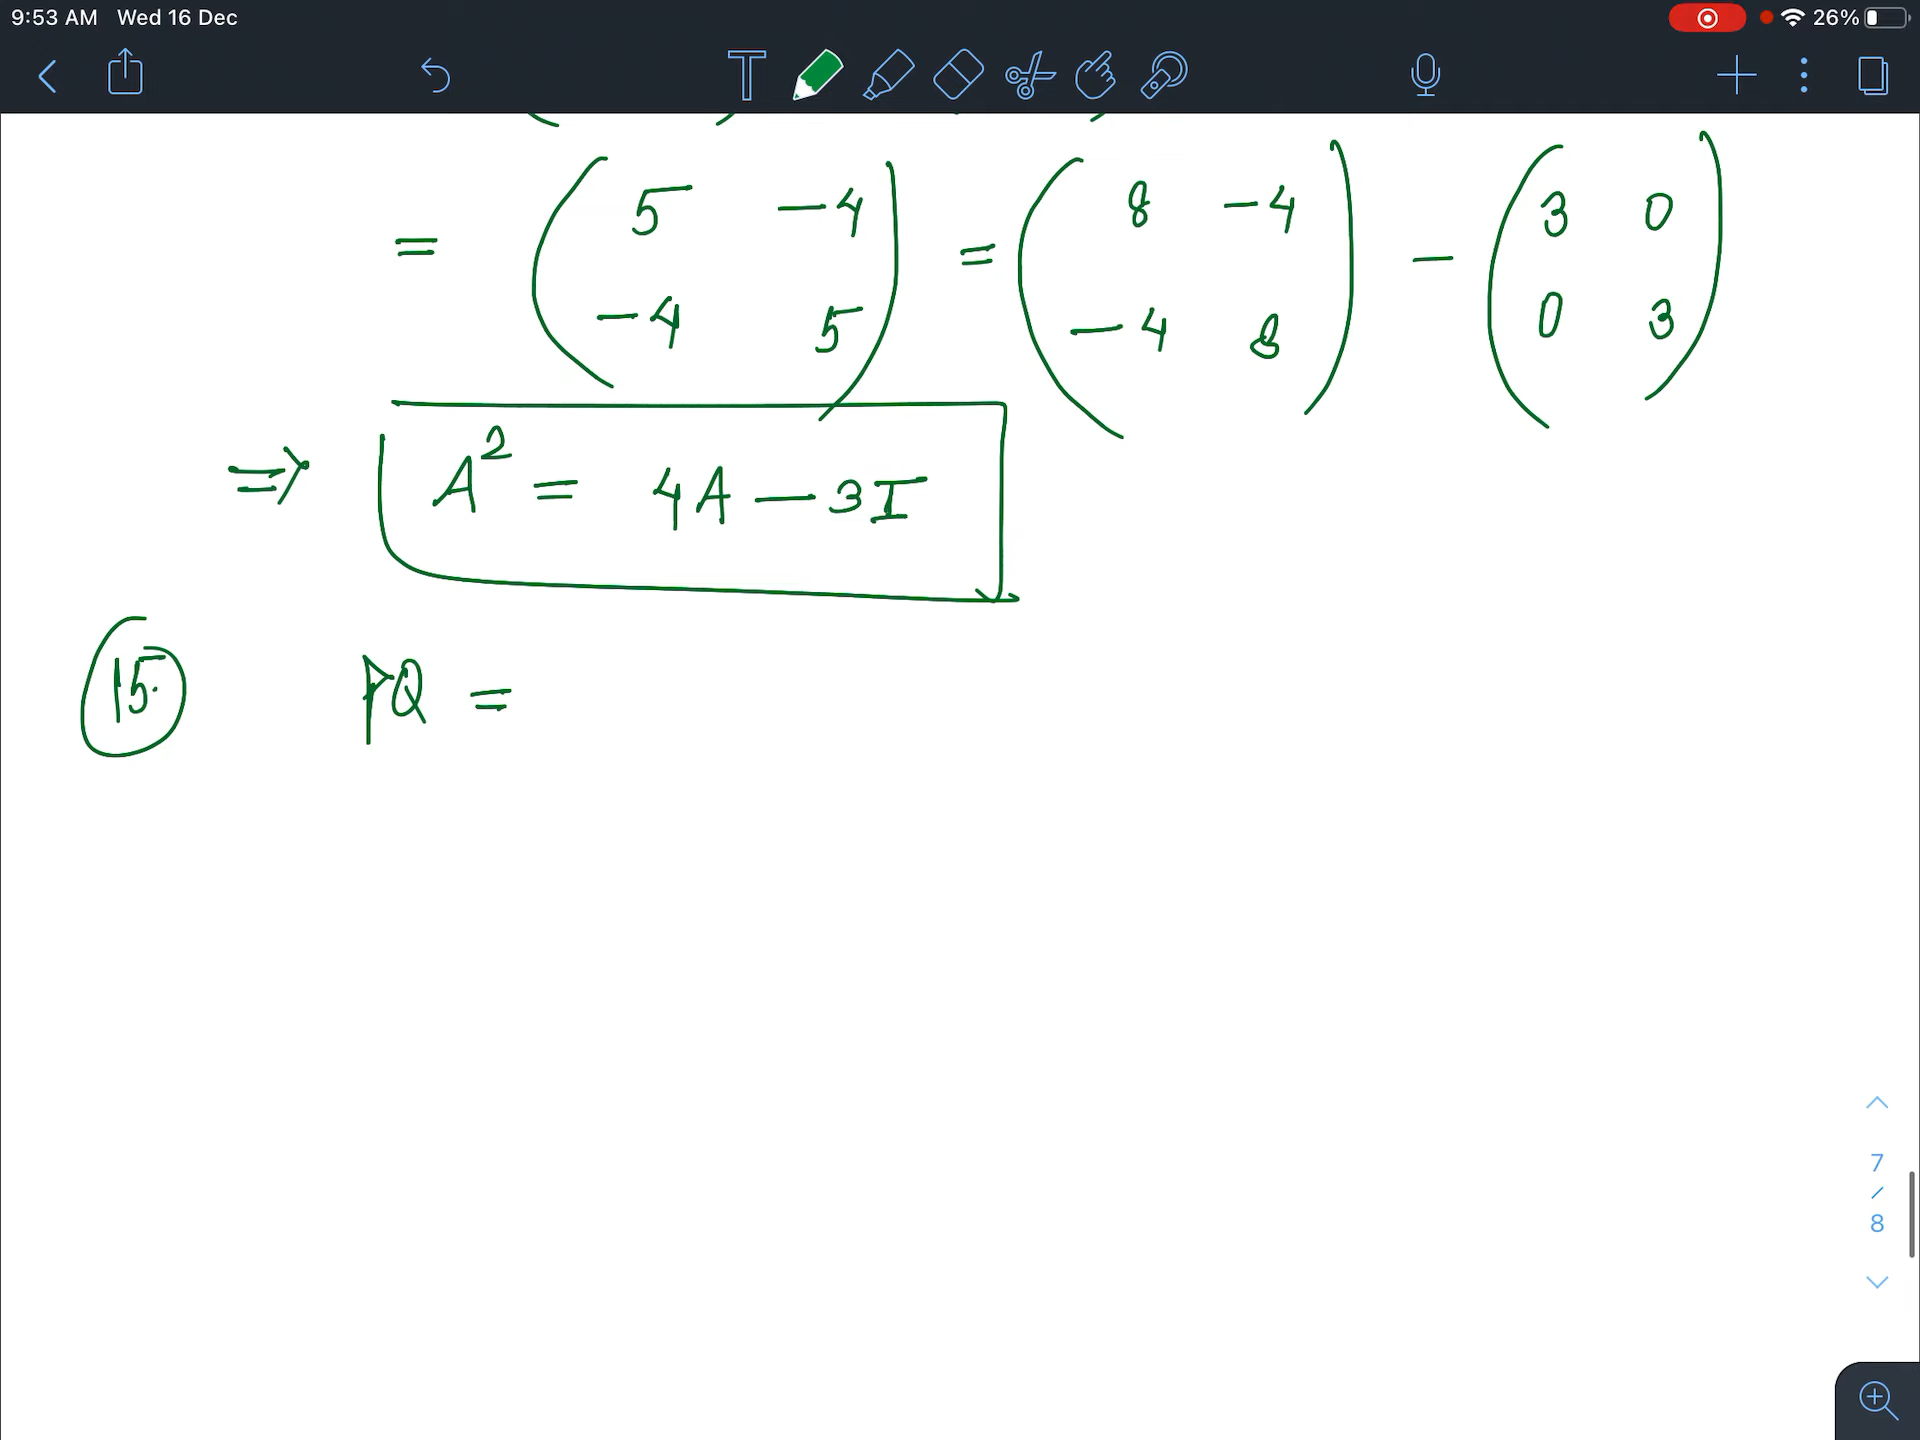 9:53 AM Wed 16 Dec 26%
T
= ( 5 -4 ) = ( 8 -4 ) - ( 3 0 )
-4 5 -4 8 0 3
=> A² = 4A - 3I
15. PQ =
7
/
8